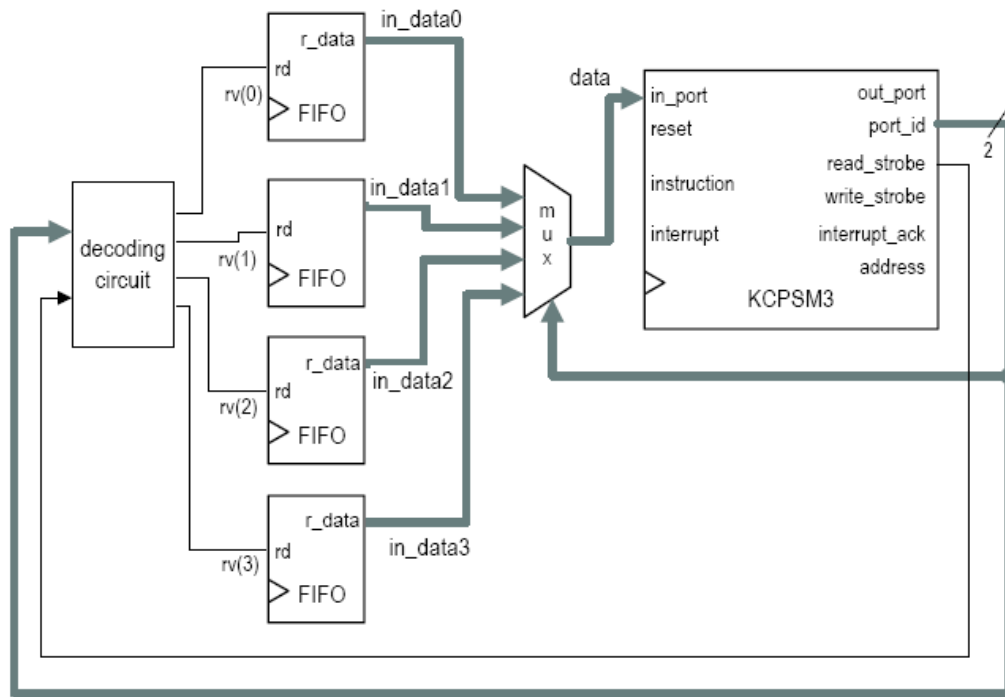 in_data0
r_data
rd
rv(0)
FIFO
in_data1
rd
rv(1)
FIFO
r_data
in_data2
rd
rv(2)
FIFO
r_data
in_data3
rd
rv(3)
FIFO
decoding
circuit
m
u
x
data
in_port
out_port
reset
port_id
2
read_strobe
instruction
write_strobe
interrupt
interrupt_ack
address
KCPSM3